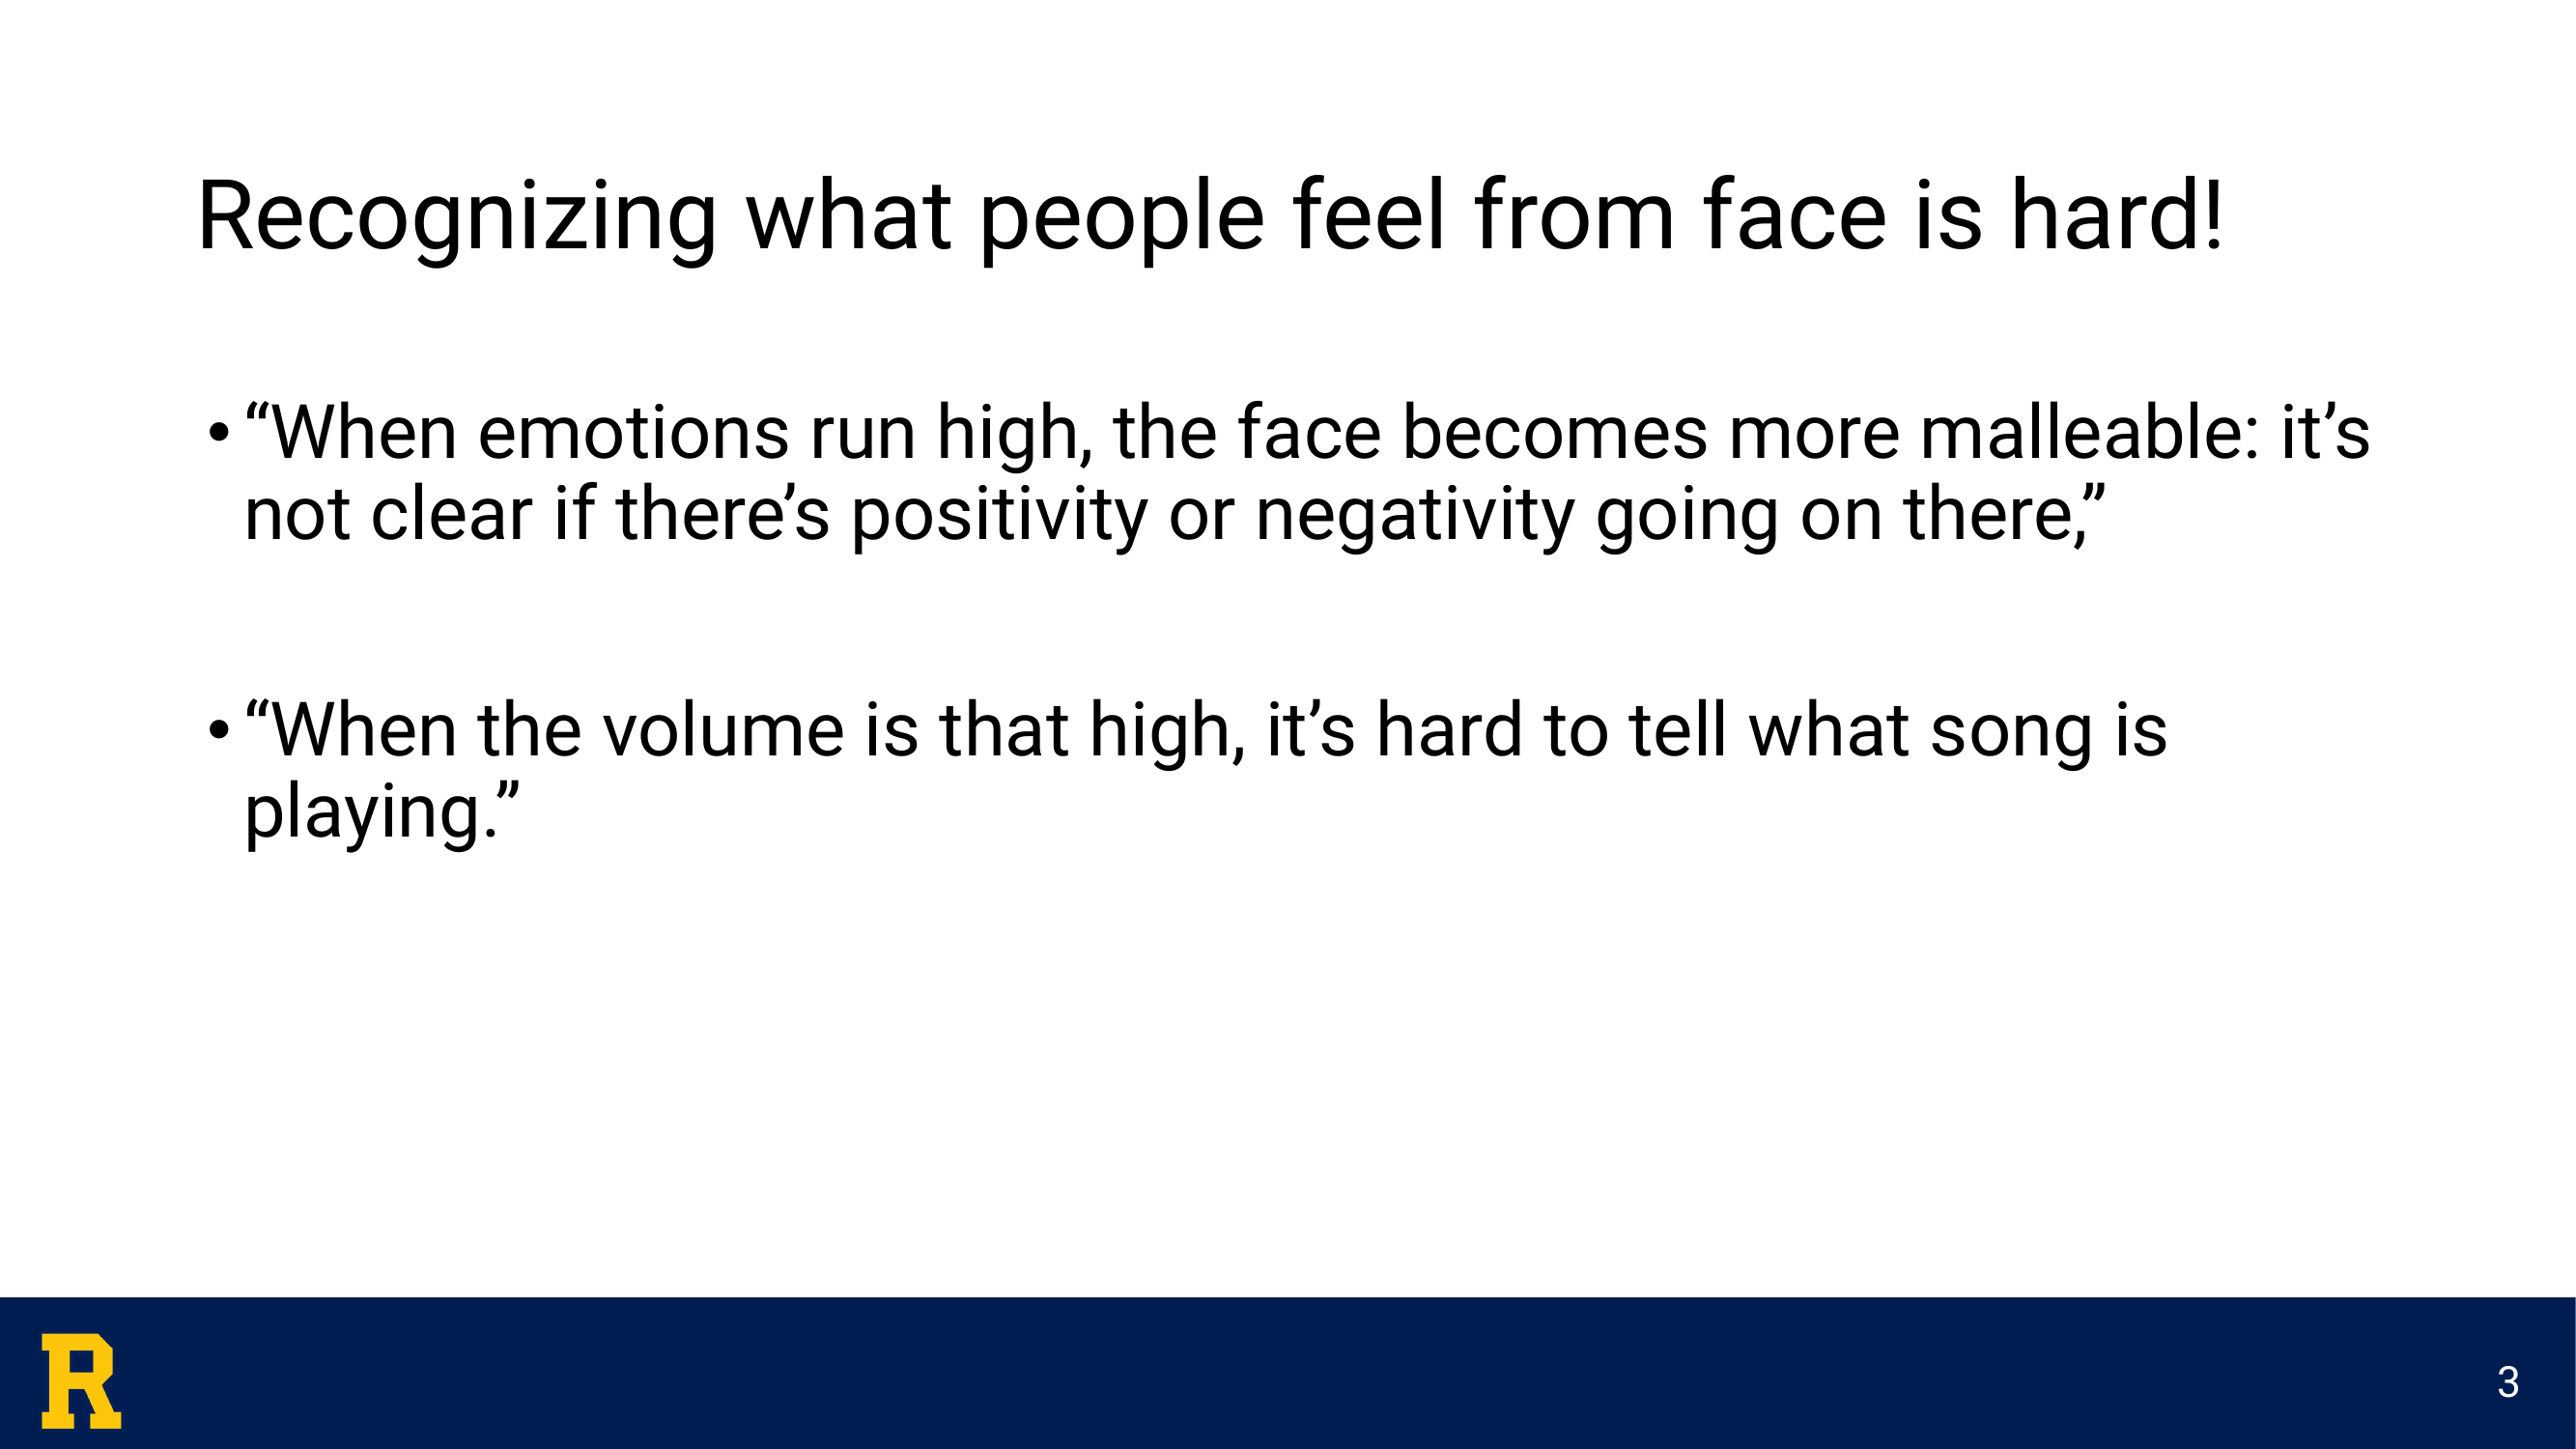 Recognizing what people feel from face is hard!
• “When emotions run high, the face becomes more malleable: it’s
not clear if there’s positivity or negativity going on there,”
• “When the volume is that high, it’s hard to tell what song is
playing.”
R
3